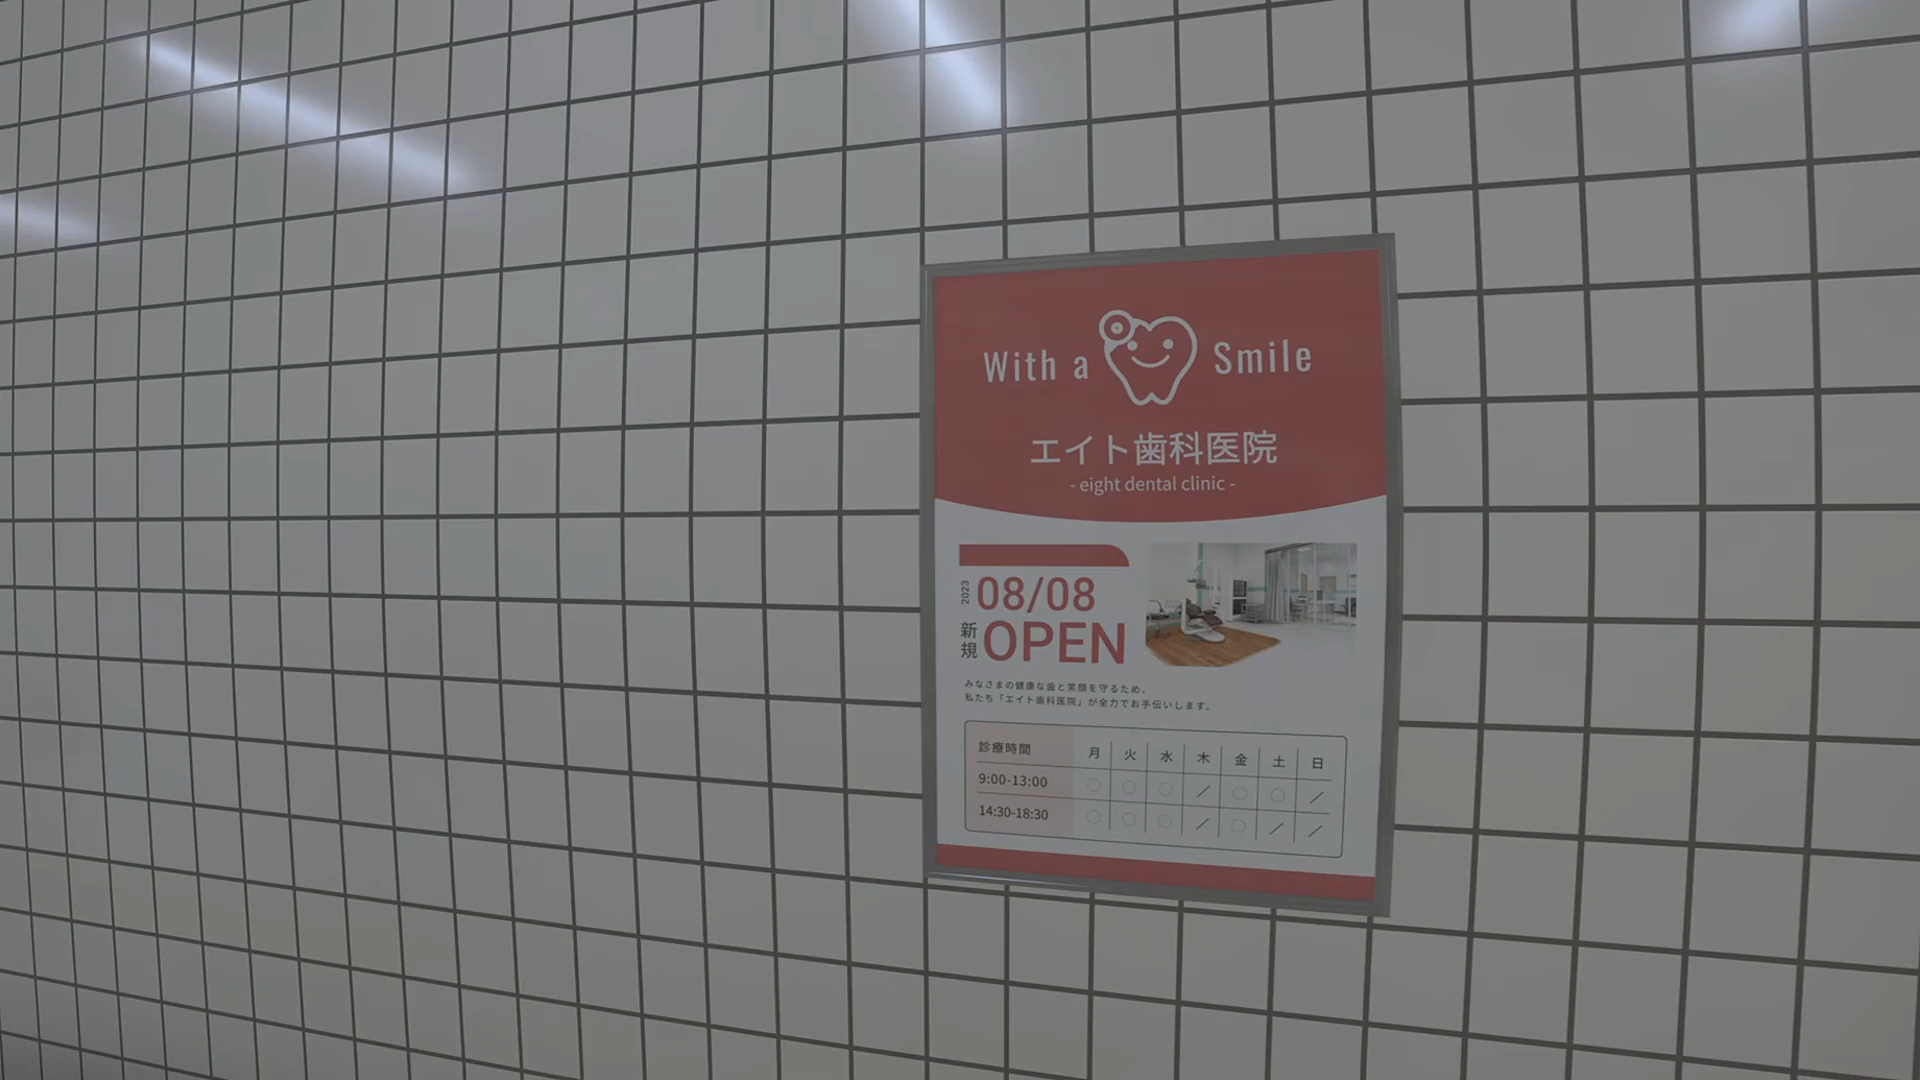 With a Smile
エイト歯科医院
- eight dental clinic -
2023 08/08
新規 OPEN
みなさまの健康な歯と笑顔を守るため、
私たち「エイト歯科医院」が全力でお手伝いします。
診療時間 月 火 水 木 金 土 日
9:00-13:00 ○ ○ ○ ／ ○ ○ ／
14:30-18:30 ○ ○ ○ ／ ○ ／ ／